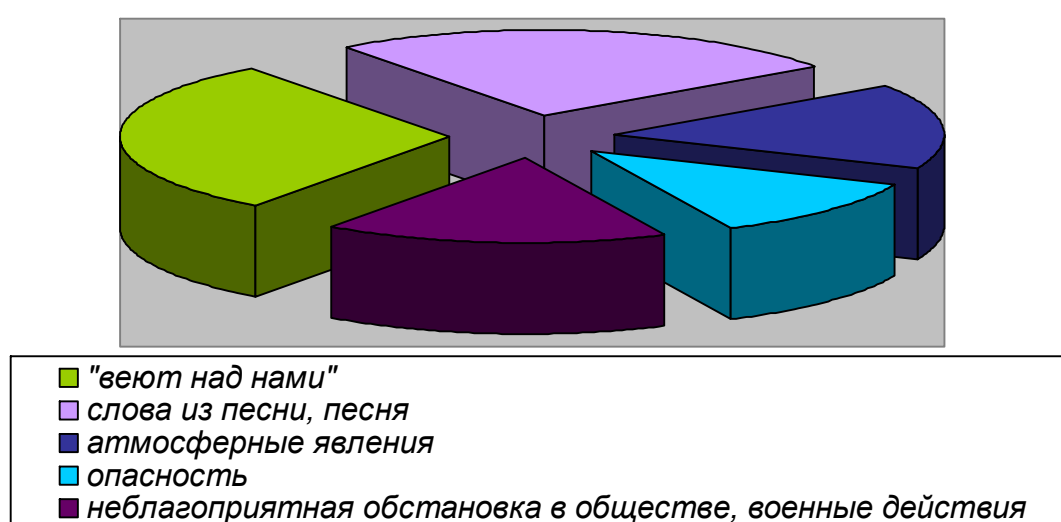 "веют над нами"
слова из песни, песня
атмосферные явления
опасность
неблагоприятная обстановка в обществе, военные действия